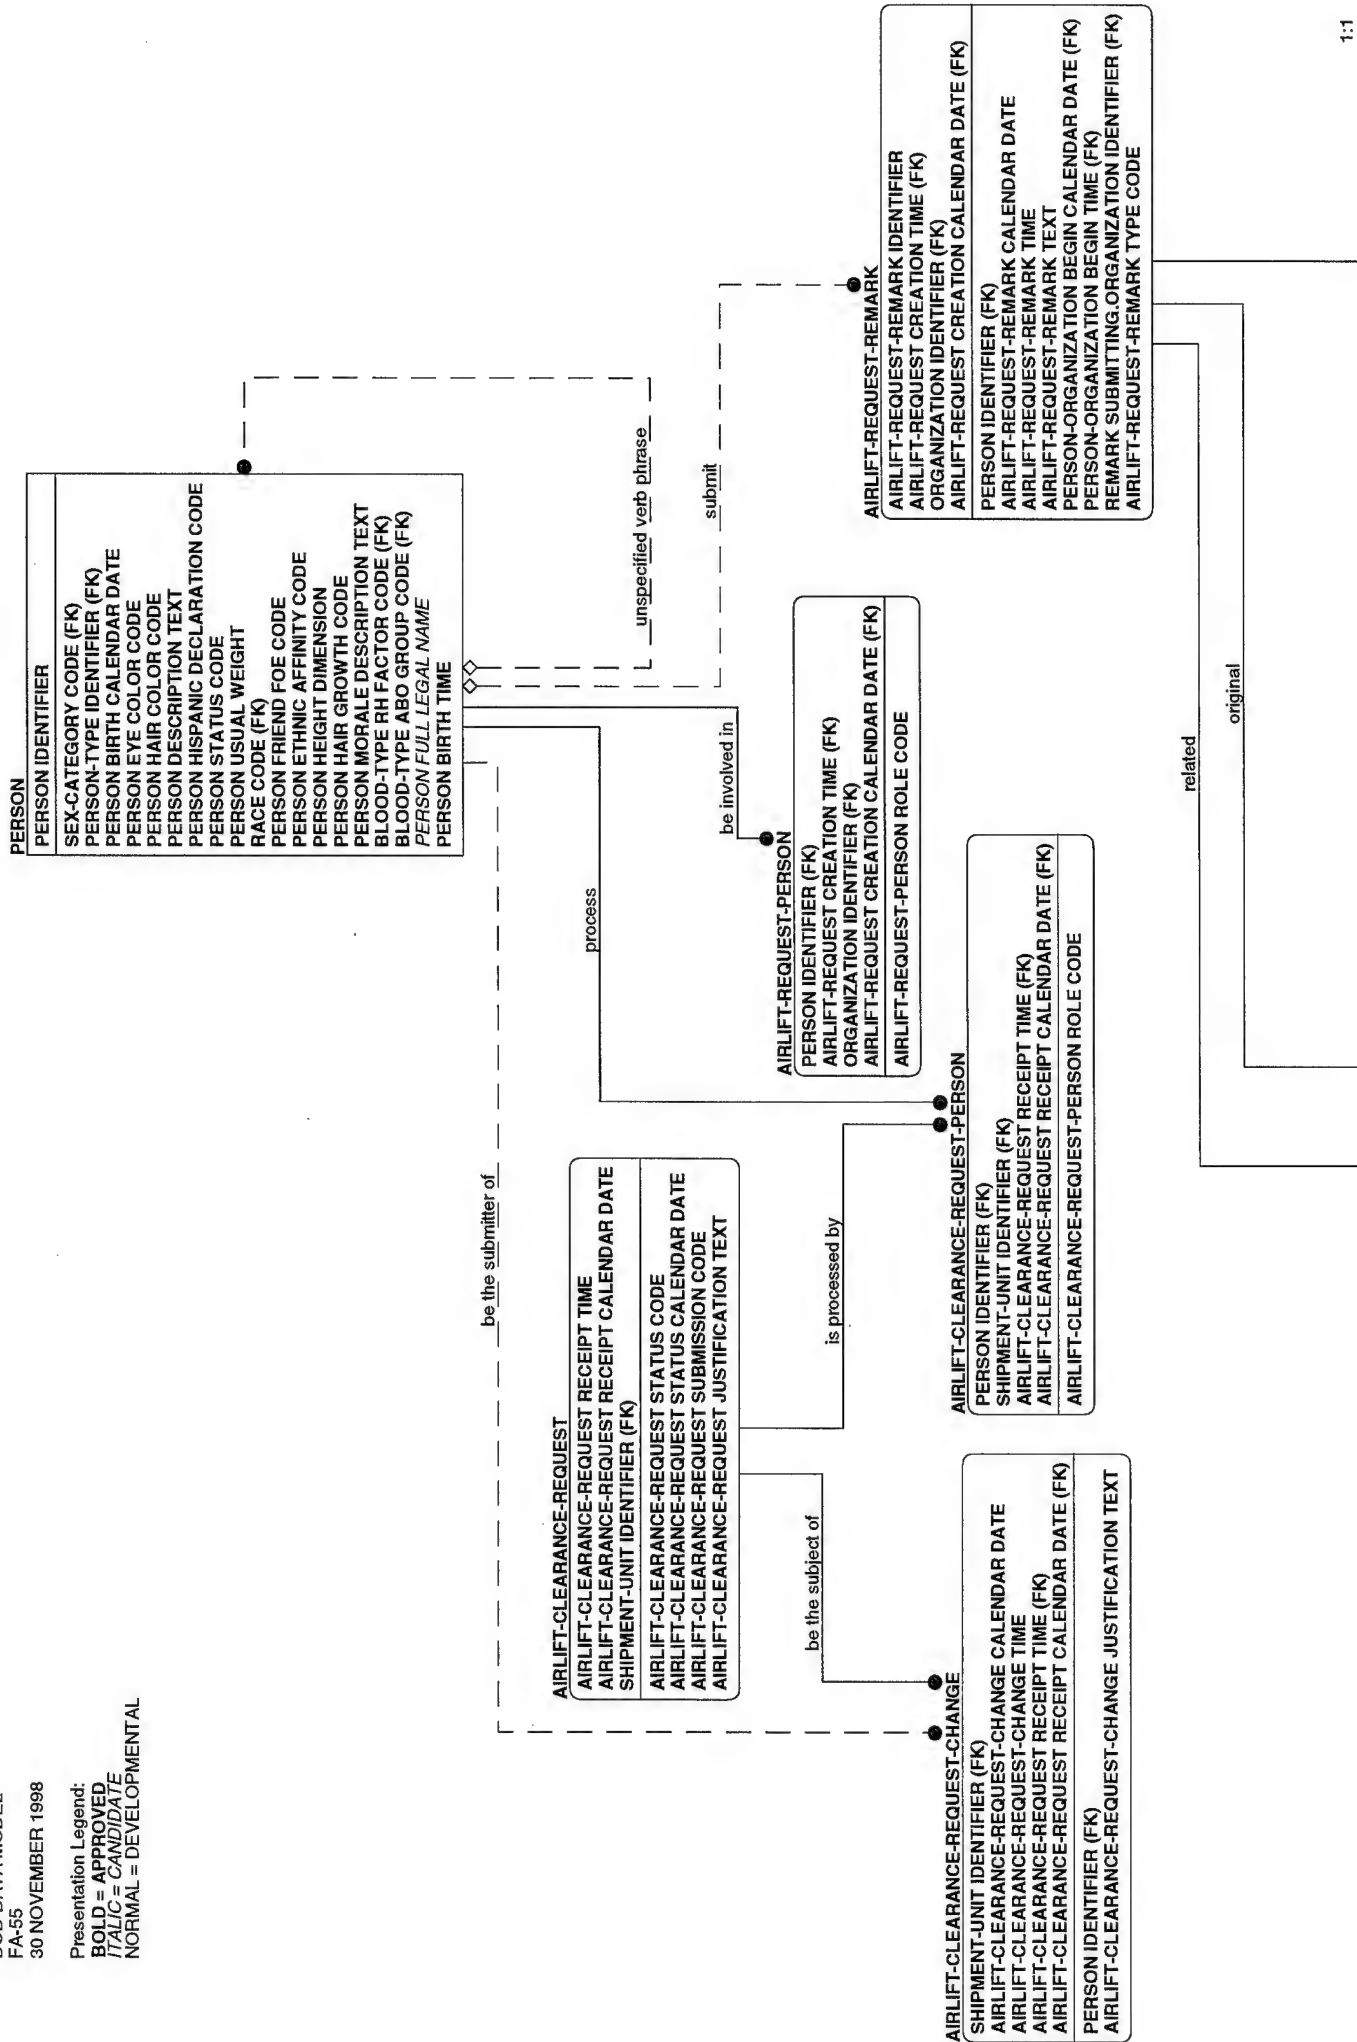 FA-55
30 NOVEMBER 1998
Presentation Legend:
BOLD = APPROVED
ITALIC = CANDIDATE
NORMAL = DEVELOPMENTAL
PERSON
PERSON IDENTIFIER
SEX-CATEGORY CODE (FK)
PERSON-TYPE IDENTIFIER (FK)
PERSON BIRTH CALENDAR DATE
PERSON EYE COLOR CODE
PERSON HAIR COLOR CODE
PERSON DESCRIPTION TEXT
PERSON HISPANIC DECLARATION CODE
PERSON STATUS CODE
PERSON USUAL WEIGHT
RACE CODE (FK)
PERSON FRIEND FOE CODE
PERSON ETHNIC AFFINITY CODE
PERSON HEIGHT DIMENSION
PERSON HAIR GROWTH CODE
PERSON MORALE DESCRIPTION TEXT
BLOOD-TYPE RH FACTOR CODE (FK)
BLOOD-TYPE ABO GROUP CODE (FK)
PERSON FULL LEGAL NAME
PERSON BIRTH TIME
be the submitter of
process
be involved in
unspecified verb phrase
submit
AIRLIFT-CLEARANCE-REQUEST
AIRLIFT-CLEARANCE-REQUEST RECEIPT TIME
AIRLIFT-CLEARANCE-REQUEST RECEIPT CALENDAR DATE
SHIPMENT-UNIT IDENTIFIER (FK)
AIRLIFT-CLEARANCE-REQUEST STATUS CODE
AIRLIFT-CLEARANCE-REQUEST STATUS CALENDAR DATE
AIRLIFT-CLEARANCE-REQUEST SUBMISSION CODE
AIRLIFT-CLEARANCE-REQUEST JUSTIFICATION TEXT
be the subject of
is processed by
AIRLIFT-REQUEST-PERSON
PERSON IDENTIFIER (FK)
AIRLIFT-REQUEST CREATION TIME (FK)
ORGANIZATION IDENTIFIER (FK)
AIRLIFT-REQUEST CREATION CALENDAR DATE (FK)
AIRLIFT-REQUEST-PERSON ROLE CODE
AIRLIFT-REQUEST-REMARK
AIRLIFT-REQUEST-REMARK IDENTIFIER
AIRLIFT-REQUEST CREATION TIME (FK)
ORGANIZATION IDENTIFIER (FK)
AIRLIFT-REQUEST CREATION CALENDAR DATE (FK)
PERSON IDENTIFIER (FK)
AIRLIFT-REQUEST-REMARK CALENDAR DATE
AIRLIFT-REQUEST-REMARK TIME
AIRLIFT-REQUEST-REMARK TEXT
PERSON-ORGANIZATION BEGIN CALENDAR DATE (FK)
PERSON-ORGANIZATION BEGIN TIME (FK)
REMARK SUBMITTING.ORGANIZATION IDENTIFIER (FK)
AIRLIFT-REQUEST-REMARK TYPE CODE
AIRLIFT-CLEARANCE-REQUEST-CHANGE
SHIPMENT-UNIT IDENTIFIER (FK)
AIRLIFT-CLEARANCE-REQUEST-CHANGE CALENDAR DATE
AIRLIFT-CLEARANCE-REQUEST-CHANGE TIME
AIRLIFT-CLEARANCE-REQUEST RECEIPT TIME (FK)
AIRLIFT-CLEARANCE-REQUEST RECEIPT CALENDAR DATE (FK)
PERSON IDENTIFIER (FK)
AIRLIFT-CLEARANCE-REQUEST-CHANGE JUSTIFICATION TEXT
AIRLIFT-CLEARANCE-REQUEST-PERSON
PERSON IDENTIFIER (FK)
SHIPMENT-UNIT IDENTIFIER (FK)
AIRLIFT-CLEARANCE-REQUEST RECEIPT TIME (FK)
AIRLIFT-CLEARANCE-REQUEST RECEIPT CALENDAR DATE (FK)
AIRLIFT-CLEARANCE-REQUEST-PERSON ROLE CODE
related
original
1:1